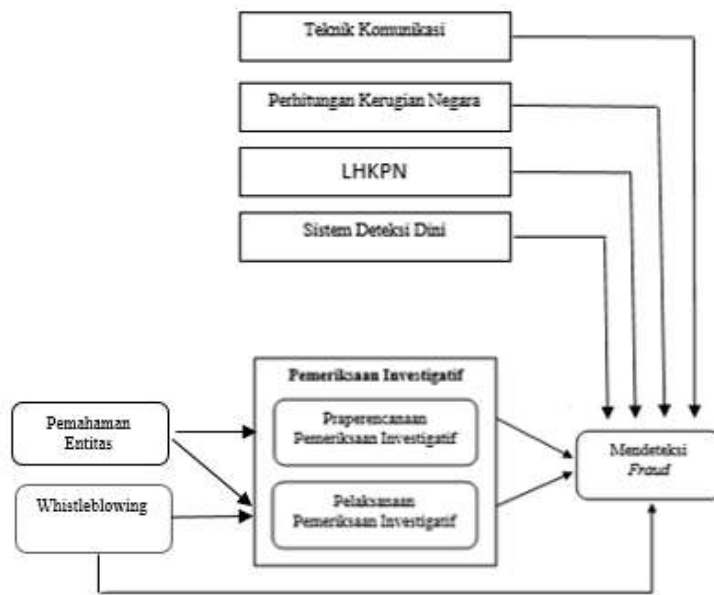 Teknik Komunikasi
Perhitungan Kerugian Negara
LHKPN
Sistem Deteksi Dini
Pemeriksaan Investigatif
Praperencanaan
Pemeriksaan Investigatif
Pemahaman
Entitas
Mendeteksi
Fraud
Pelaksanaan
Pemeriksaan Investigatif
Whistleblowing